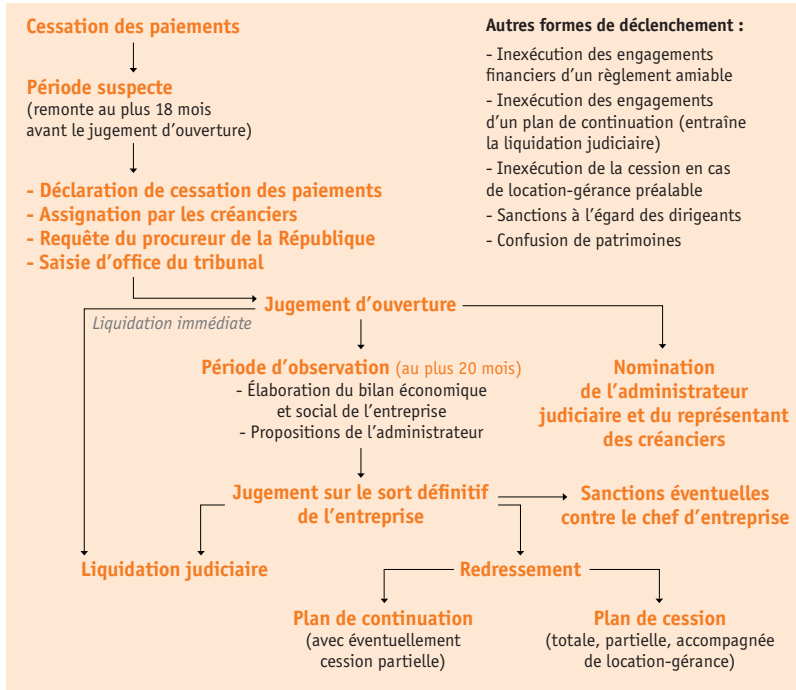 Cessation des paiements
Période suspecte
(remonte au plus 18 mois
avant le jugement d'ouverture)
- Déclaration de cessation des paiements
- Assignation par les créanciers
- Requête du procureur de la République
- Saisie d'office du tribunal
Autres formes de déclenchement :
- Inexécution des engagements
financiers d'un règlement amiable
- Inexécution des engagements
d'un plan de continuation (entraîne
la liquidation judiciaire)
- Inexécution de la cession en cas
de location-gérance préalable
- Sanctions à l'égard des dirigeants
- Confusion de patrimoines
Jugement d'ouverture
Liquidation immédiate
Période d'observation (au plus 20 mois)
- Élaboration du bilan économique
et social de l'entreprise
- Propositions de l'administrateur
Nomination
de l'administrateur
judiciaire et du représentant
des créanciers
Jugement sur le sort définitif
de l'entreprise
Sanctions éventuelles
contre le chef d'entreprise
Liquidation judiciaire
Redressement
Plan de continuation
(avec éventuellement
cession partielle)
Plan de cession
(totale, partielle, accompagnée
de location-gérance)